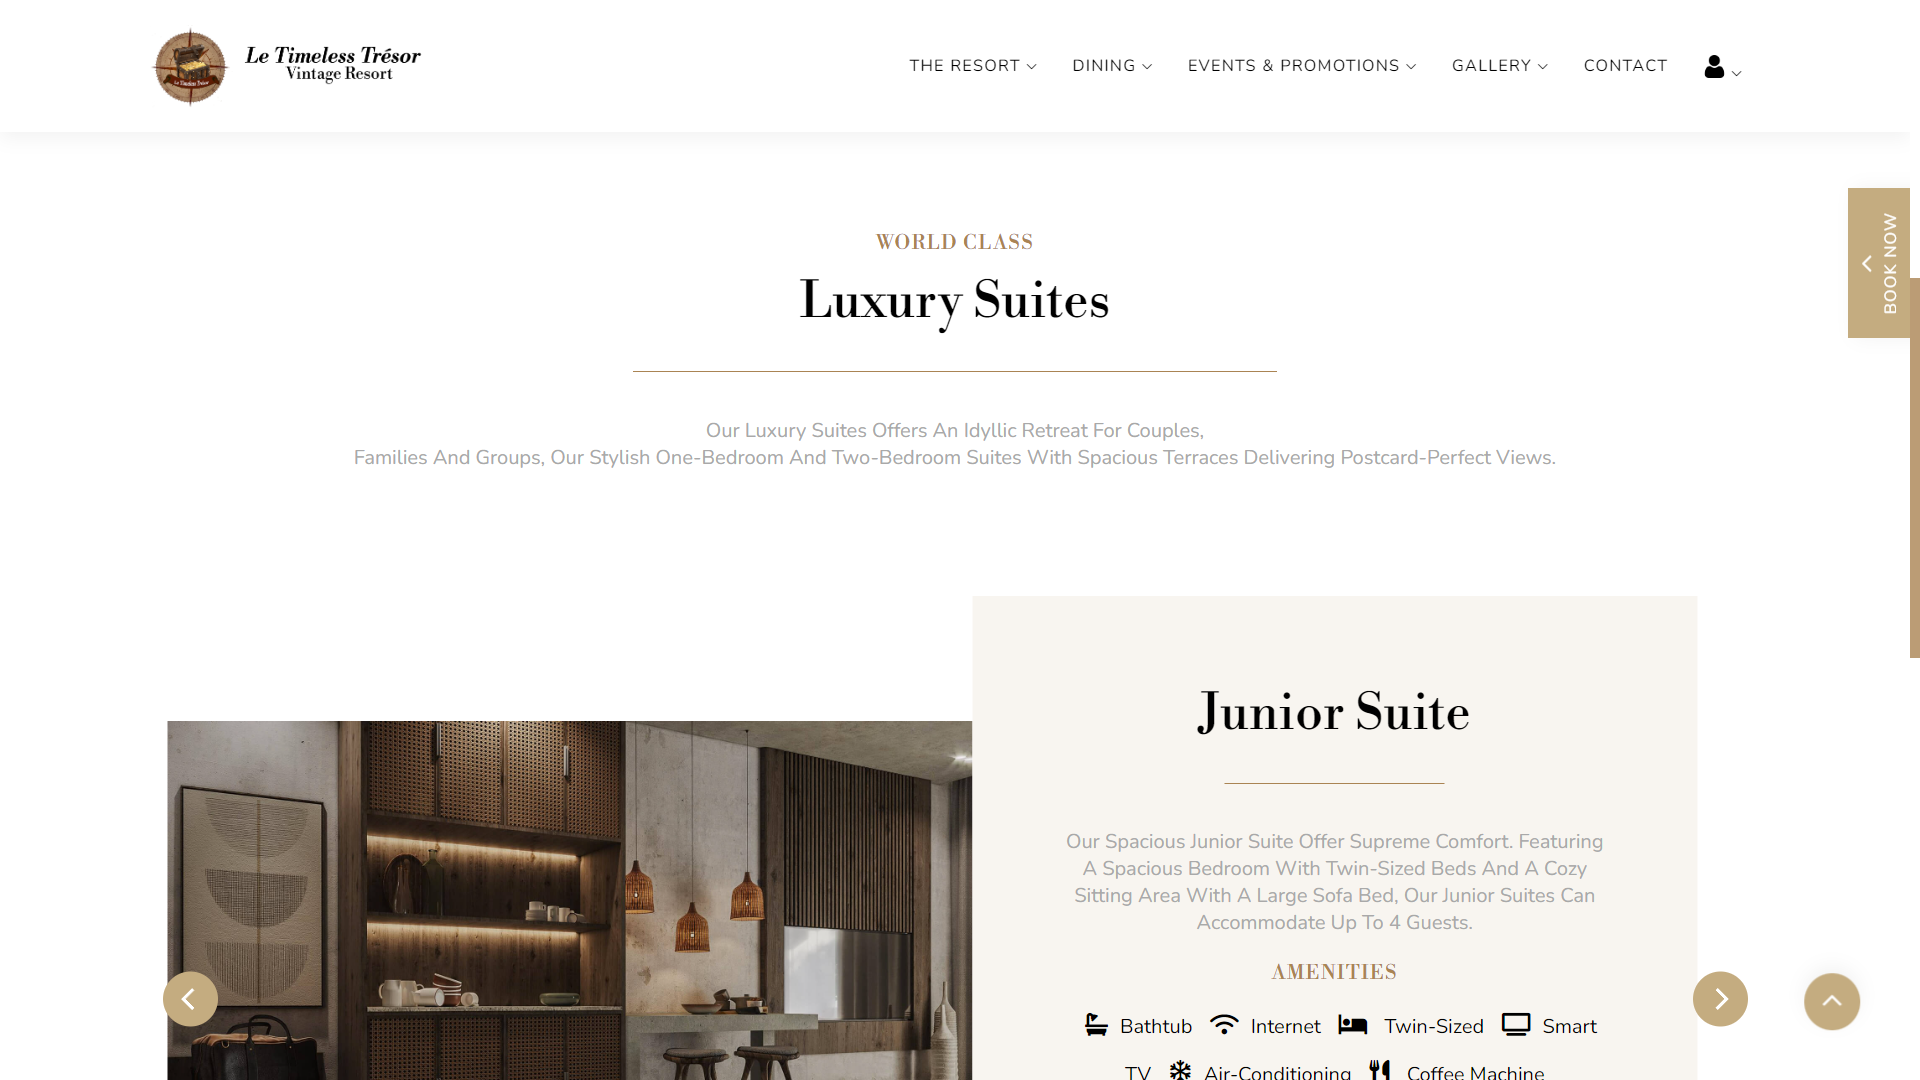 Le Timeless Trésor
Vintage Resort
THE RESORT
DINING
EVENTS & PROMOTIONS
GALLERY
CONTACT
BOOK NOW
WORLD CLASS
Luxury Suites
Our Luxury Suites Offers An Idyllic Retreat For Couples,
Families And Groups, Our Stylish One-Bedroom And Two-Bedroom Suites With Spacious Terraces Delivering Postcard-Perfect Views.
Junior Suite
Our Spacious Junior Suite Offer Supreme Comfort. Featuring
A Spacious Bedroom With Twin-Sized Beds And A Cozy
Sitting Area With A Large Sofa Bed, Our Junior Suites Can
Accommodate Up To 4 Guests.
AMENITIES
Bathtub Internet Twin-Sized Smart
TV Air-Conditioning Coffee Machine